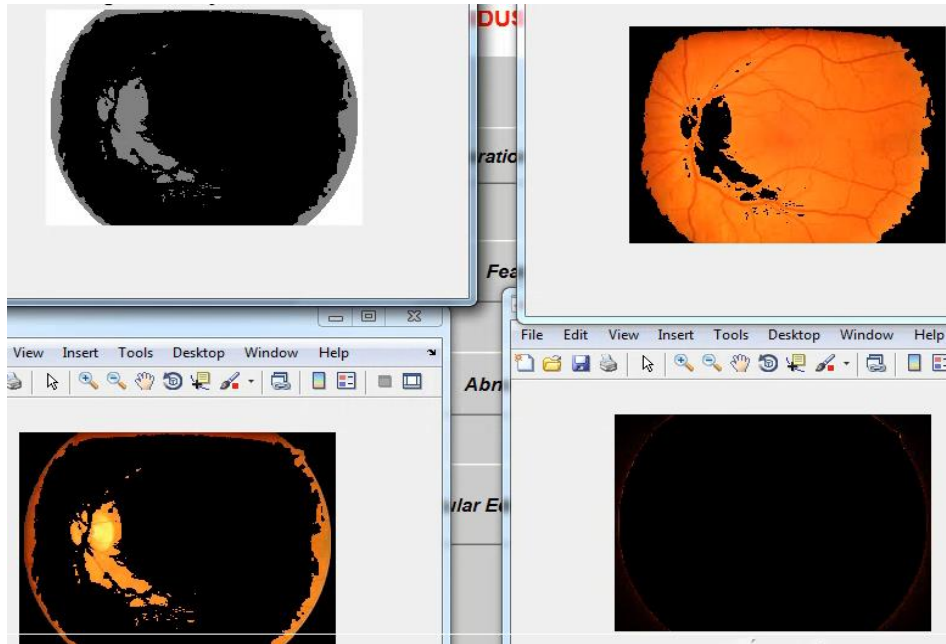 DUS
ratio
Fea
File Edit View Insert Tools Desktop Window Help
View Insert Tools Desktop Window Help
Abn
ular Ed